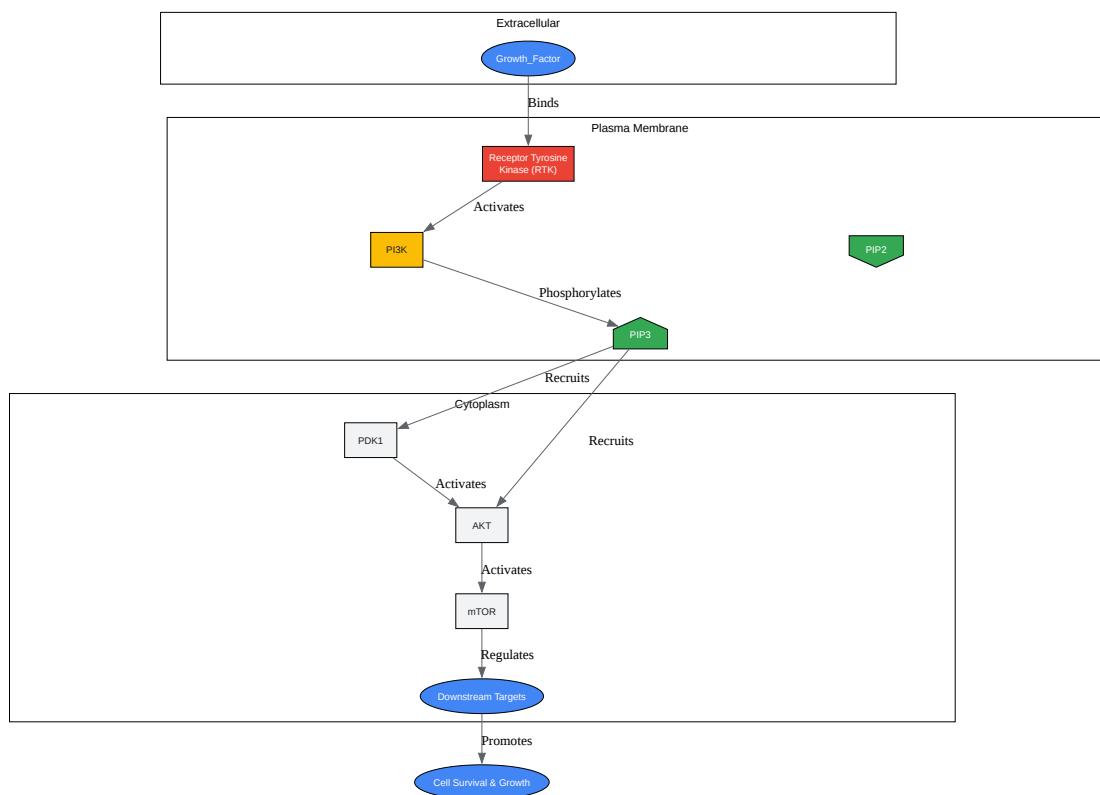 Extracellular
Growth_Factor
Binds
Plasma Membrane
Receptor Tyrosine
Kinase (RTK)
Activates
PI3K
PIP2
Phosphorylates
PIP3
Recruits
Cytoplasm
PDK1
Recruits
Activates
AKT
Activates
mTOR
Regulates
Downstream Targets
Promotes
Cell Survival & Growth